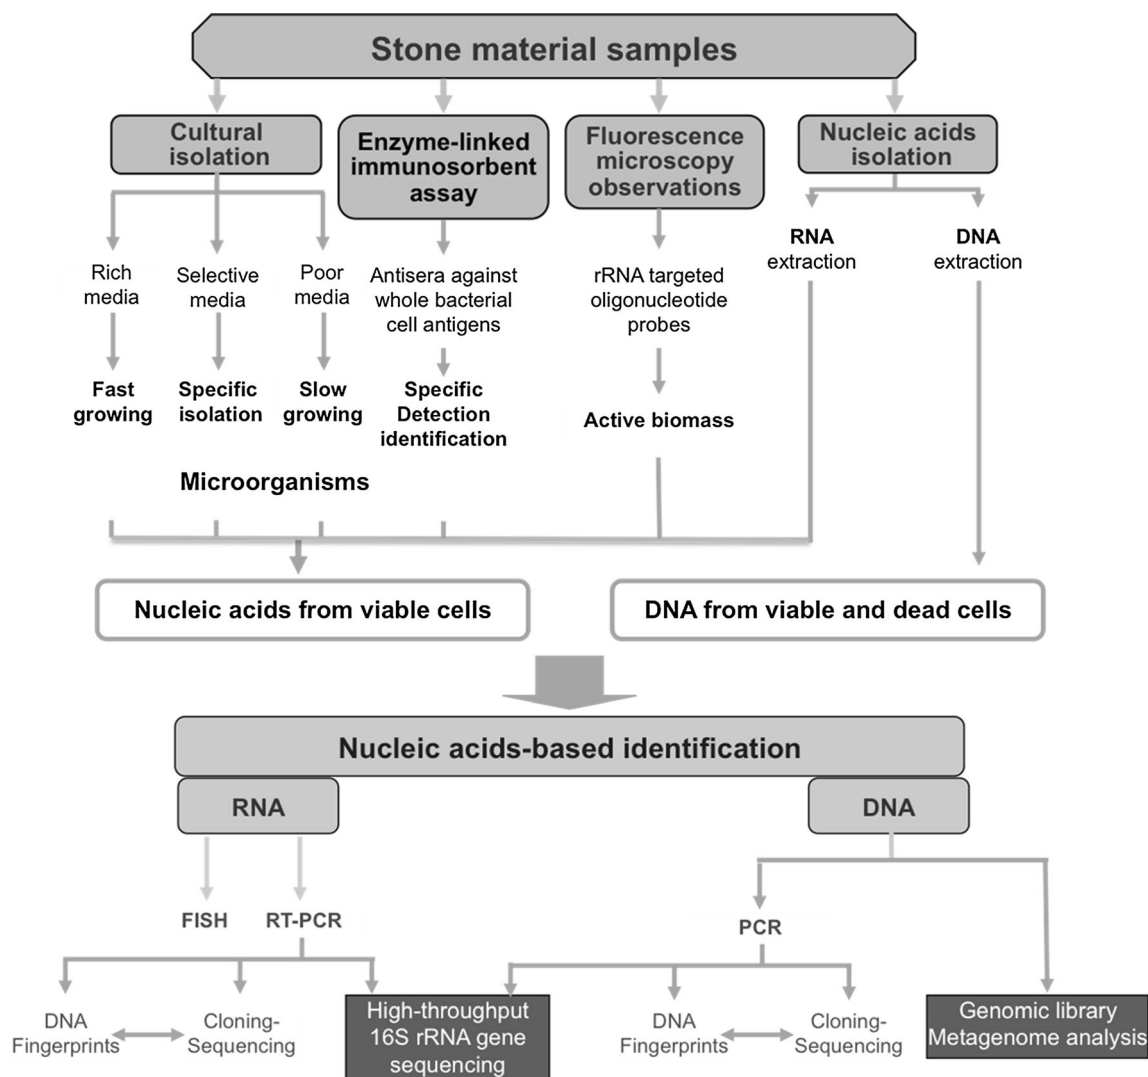 Stone material samples
Cultural
isolation
Enzyme-linked
immunosorbent
assay
Fluorescence
microscopy
observations
Nucleic acids
isolation
Rich
media
Selective
media
Poor
media
Antisera against
whole bacterial
cell antigens
rRNA targeted
oligonucleotide
probes
RNA
extraction
DNA
extraction
Fast
growing
Specific
isolation
Slow
growing
Specific
Detection
identification
Active biomass
Microorganisms
Nucleic acids from viable cells
DNA from viable and dead cells
Nucleic acids-based identification
RNA
DNA
FISH
RT-PCR
PCR
DNA
Fingerprints
Cloning-
Sequencing
High-throughput
16S rRNA gene
sequencing
DNA
Fingerprints
Cloning-
Sequencing
Genomic library
Metagenome analysis